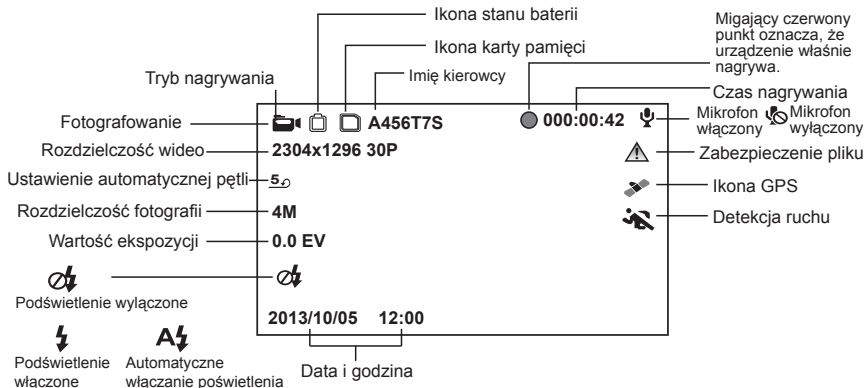 Ikona stanu baterii
Ikona karty pamięci
Imię kierowcy
Migający czerwony
punkt oznacza, że
urządzenie właśnie
nagrywa.
Tryb nagrywania
Czas nagrywania
Fotografowanie
A456T7S
000:00:42
Mikrofon
włączony
Mikrofon
wyłączony
Rozdzielczość wideo
2304x1296 30P
Zabezpieczenie pliku
Ustawienie automatycznej pętli
5
Ikona GPS
Rozdzielczość fotografii
4M
Detekcja ruchu
Wartość ekspozycji
0.0 EV
Podświetlenie wylączone
2013/10/05 12:00
A
Podświetlenie
włączone
Automatyczne
włączanie poświetlenia
Data i godzina